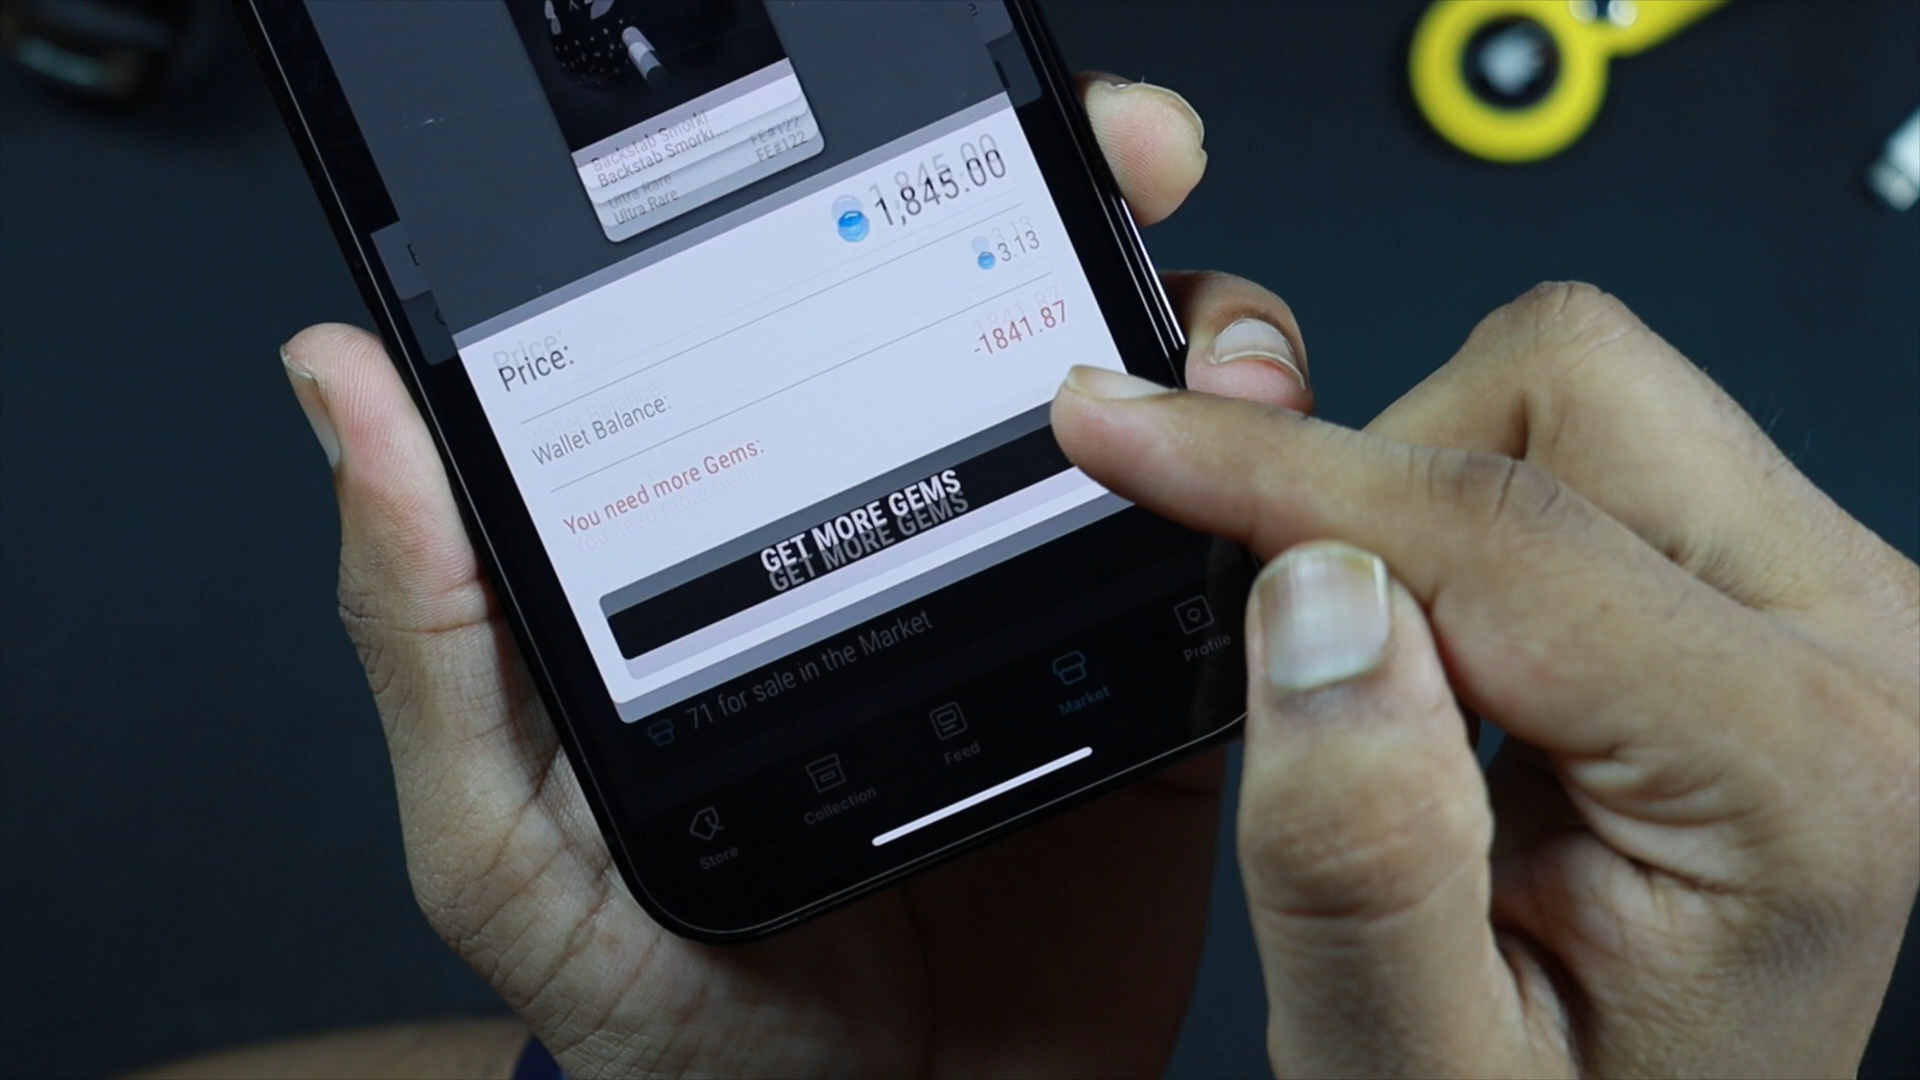 Backstab Smorki...
FE#122
Ultra Rare
Price:
1,845.00
Wallet Balance:
3.13
You need more Gems:
-1841.87
GET MORE GEMS
71 for sale in the Market
Store
Collection
Feed
Market
Profile